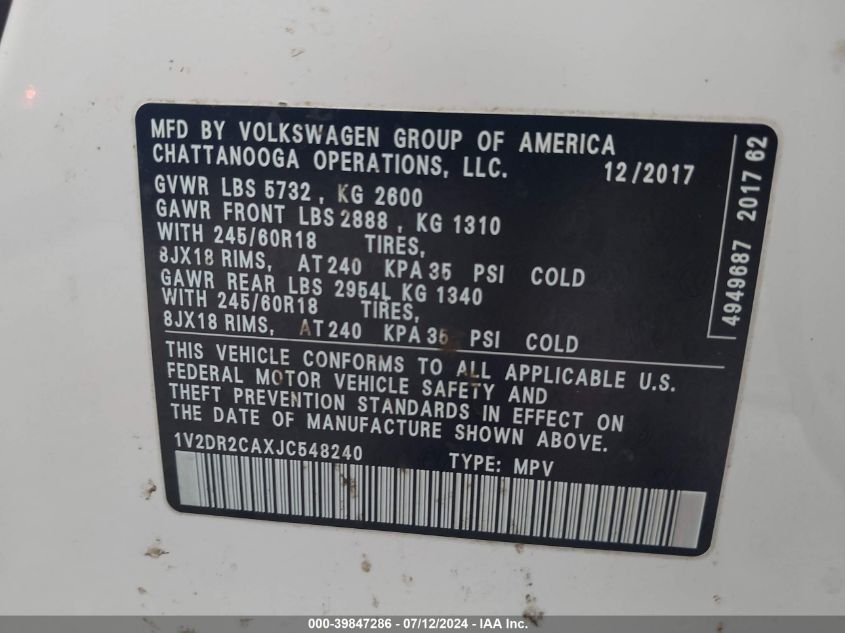 MFD BY VOLKSWAGEN GROUP OF AMERICA
CHATTANOOGA OPERATIONS, LLC. 12/2017
GVWR LBS 5732 , KG 2600
GAWR FRONT LBS 2888 , KG 1310
WITH 245/60R18 TIRES,
8JX18 RIMS, AT 240 KPA 35 PSI COLD
GAWR REAR LBS 2954L KG 1340
WITH 245/60R18 TIRES,
8JX18 RIMS, AT 240 KPA 35 PSI COLD
THIS VEHICLE CONFORMS TO ALL APPLICABLE U.S.
FEDERAL MOTOR VEHICLE SAFETY AND
THEFT PREVENTION STANDARDS IN EFFECT ON
THE DATE OF MANUFACTURE SHOWN ABOVE.
1V2DR2CAXJC548240 TYPE: MPV
4949687 2017 62
000-39847286 - 07/12/2024 - IAAI.com